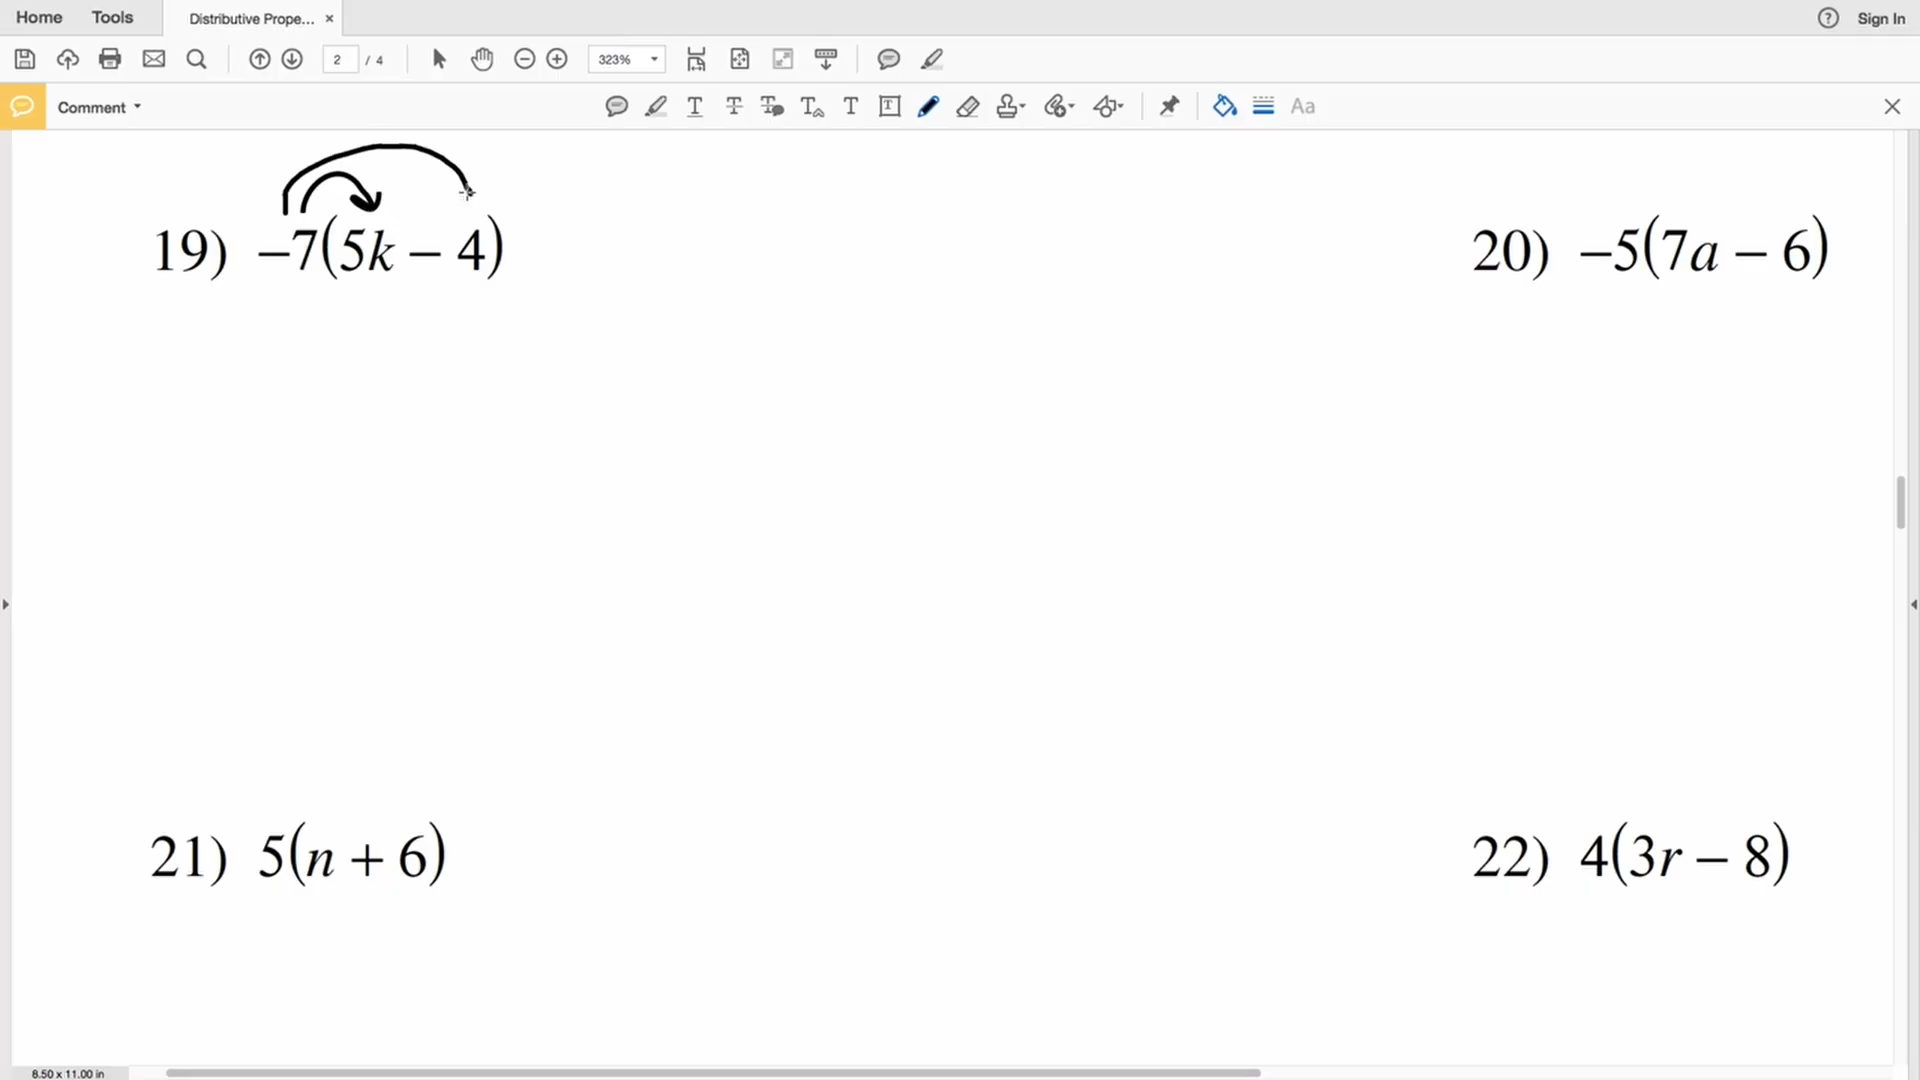 Home Tools Distributive Prope... × ? Sign In
2 / 4 323%
Comment T T T T T T Aa
19) −7(5k − 4) 20) −5(7a − 6)
21) 5(n + 6) 22) 4(3r − 8)
8.50 x 11.00 in